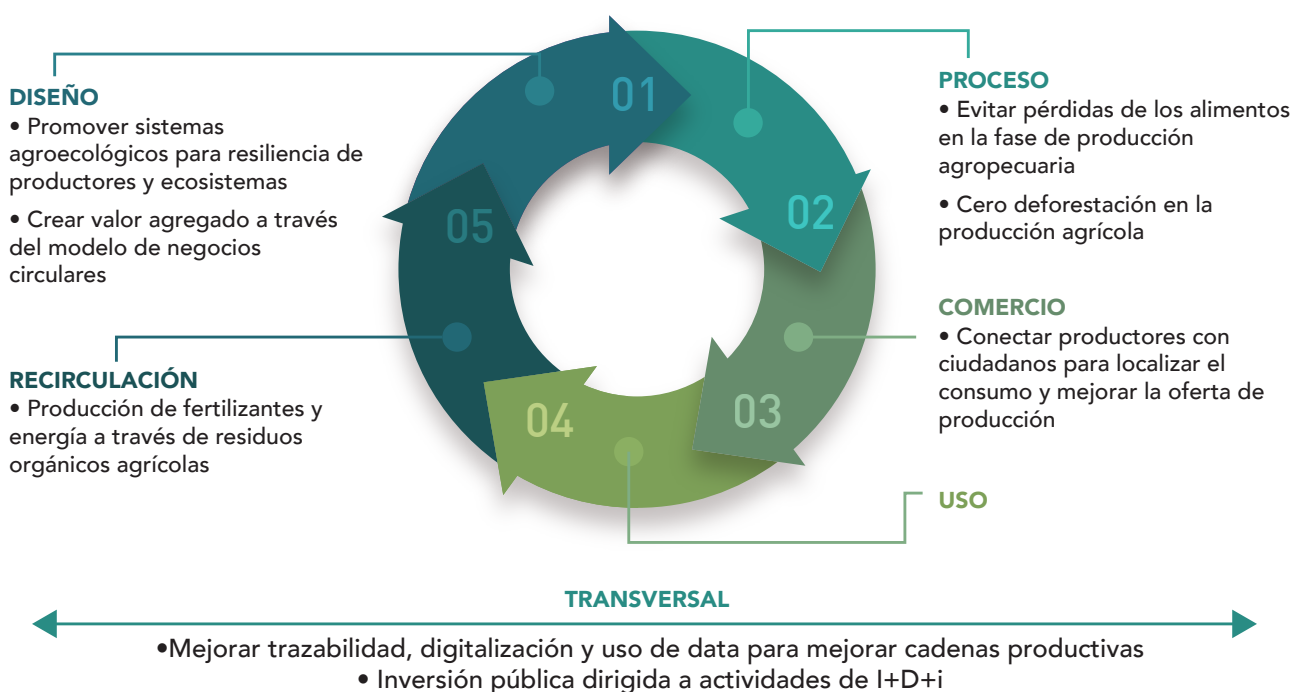 01
02
03
04
05
DISEÑO
• Promover sistemas
agroecológicos para resiliencia de
productores y ecosistemas
• Crear valor agregado a través
del modelo de negocios
circulares
PROCESO
• Evitar pérdidas de los alimentos
en la fase de producción
agropecuaria
• Cero deforestación en la
producción agrícola
COMERCIO
• Conectar productores con
ciudadanos para localizar el
consumo y mejorar la oferta de
producción
USO
RECIRCULACIÓN
• Producción de fertilizantes y
energía a través de residuos
orgánicos agrícolas
TRANSVERSAL
•Mejorar trazabilidad, digitalización y uso de data para mejorar cadenas productivas
• Inversión pública dirigida a actividades de I+D+i